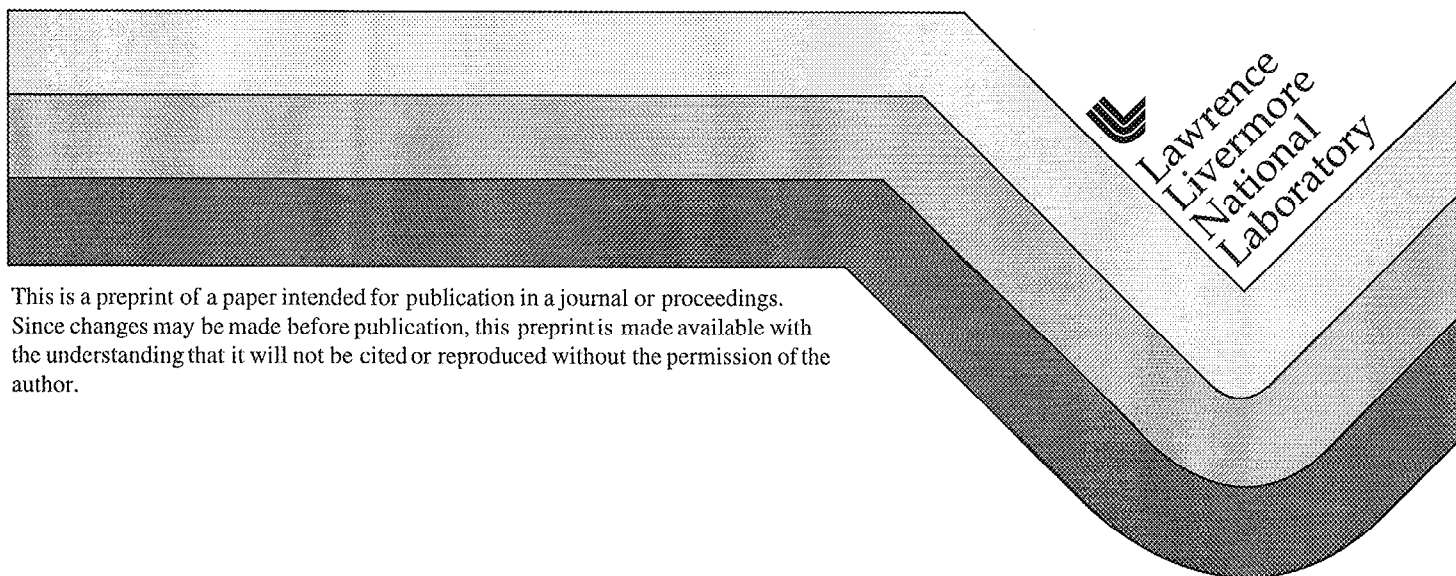 Lawrence
Livermore
National
Laboratory
This is a preprint of a paper intended for publication in a journal or proceedings.
Since changes may be made before publication, this preprint is made available with
the understanding that it will not be cited or reproduced without the permission of the
author.